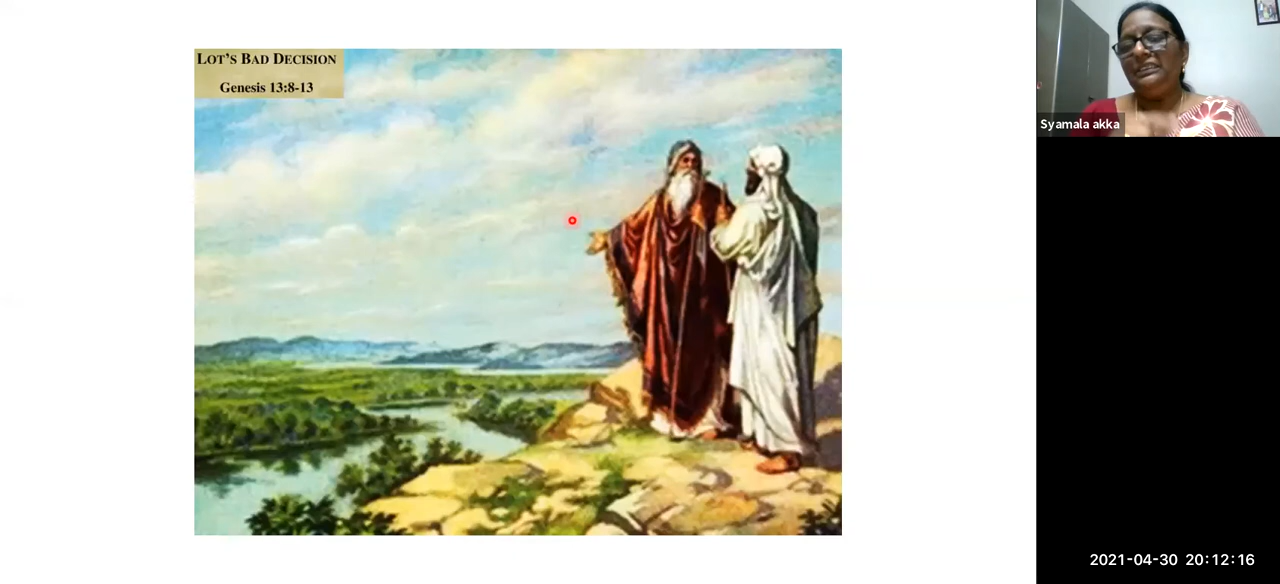 LOT'S BAD DECISION
Genesis 13:8-13
Syamala akka
2021-04-30 20:12:16